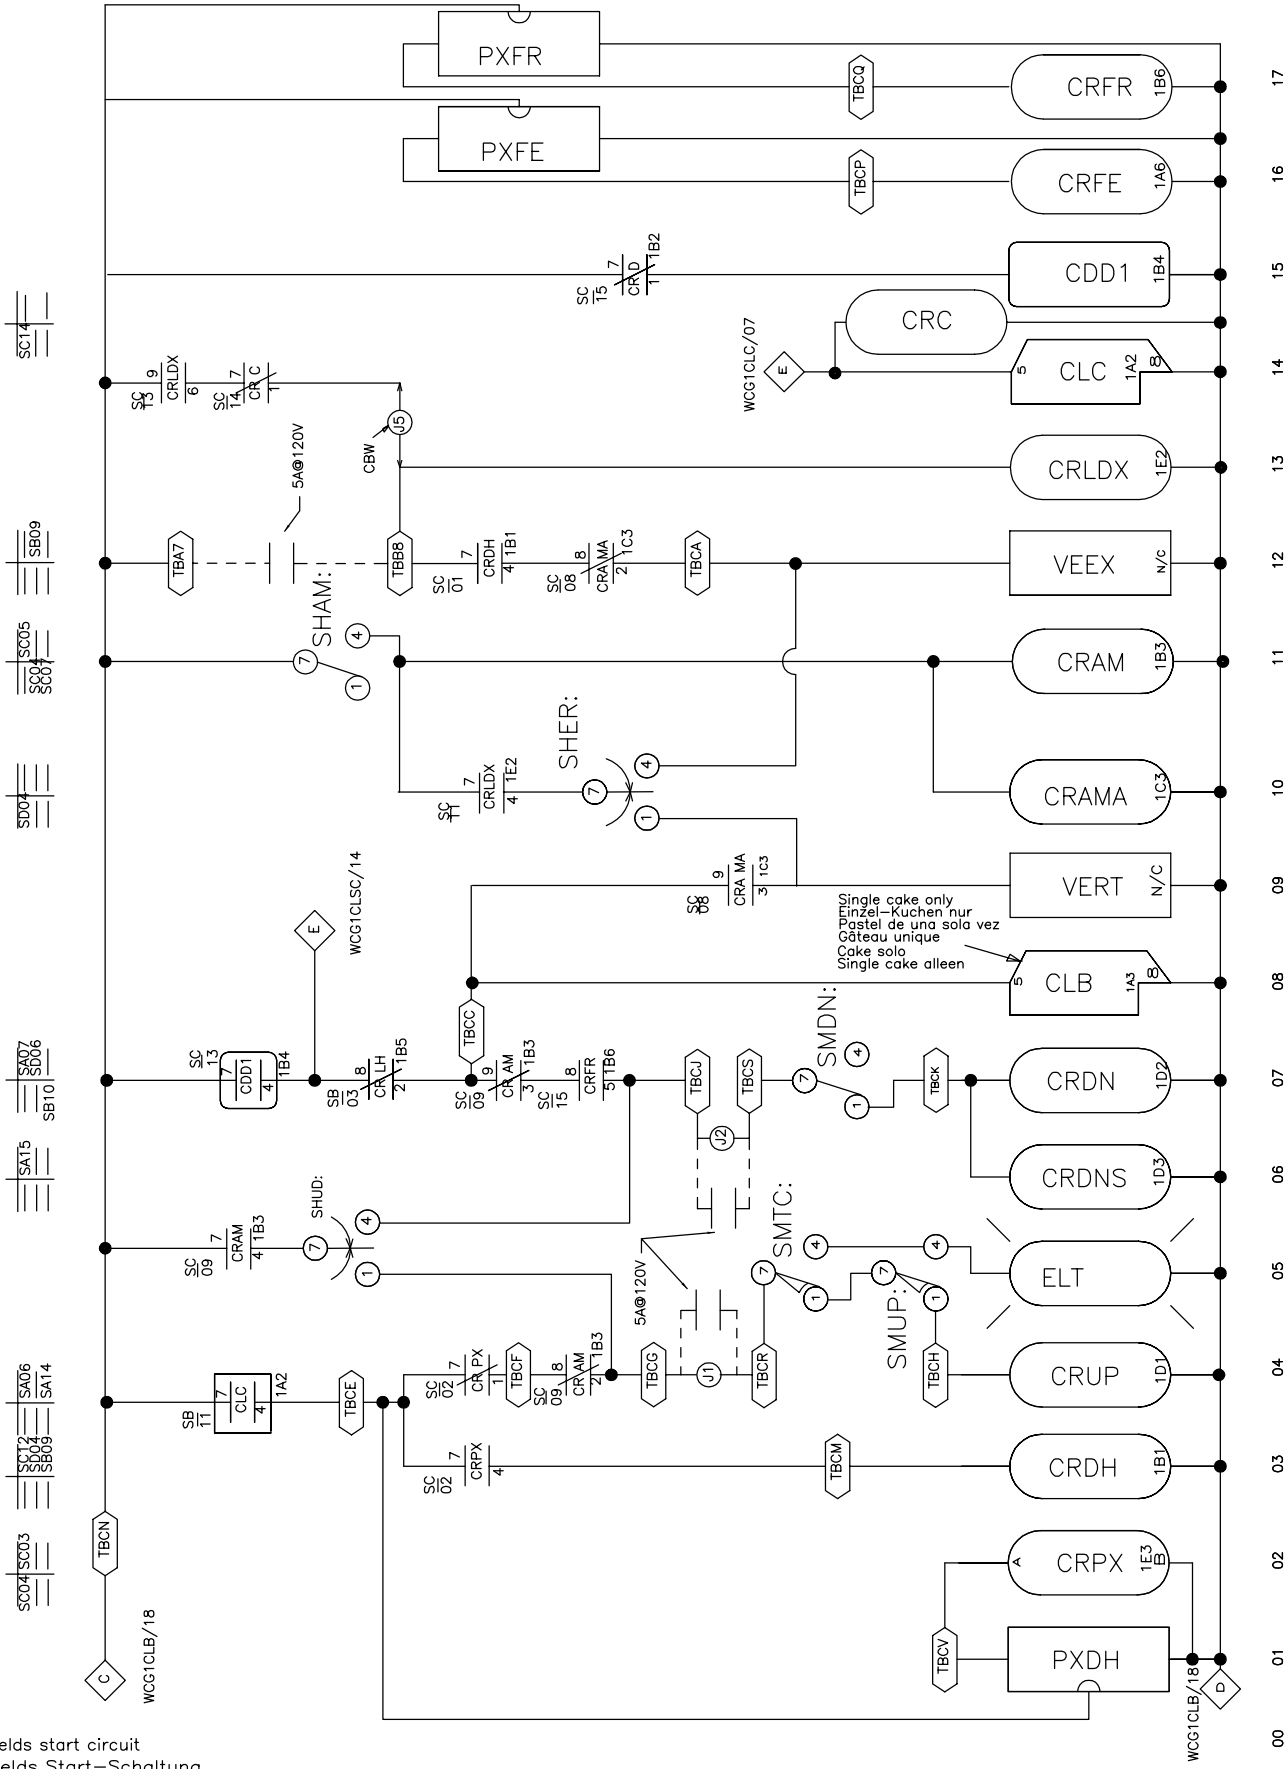 PXFR
TBCQ
CRFR
1B6
17
PXFE
TBCP
CRFE
1A6
16
SC
15
7
CR D
1
1B2
CDD1
1B4
15
SC14
CRC
WCG1CLC/07
E
5
CLC
1A2
8
14
SC
13
9
CRLDX
6
SC
14
7
CR C
1
CBW
J5
CRLDX
1E2
13
5A@120V
SB09
TBA7
TBB8
SC
01
7
CRDH
4
1B1
SC
08
8
CRA MA
2
1C3
TBCA
VEEX
N/C
12
SHAM:
SC04
SC07
SC05
7
4
1
CRAM
1B3
11
SHER:
SD04
SC
11
7
CRLDX
4
1E2
7
4
1
CRAMA
1C3
10
SC
08
9
CRA MA
3
1C3
VERT
N/C
09
WCG1CLSC/14
E
Single cake only
Einzel-Kuchen nur
Pastel de una sola vez
Gâteau unique
Cake solo
Single cake alleen
5
CLB
1A3
8
08
TBCC
SMDN:
SB10
SA07
SD06
SC
13
7
CDD1
4
1B4
SB
03
8
CR LH
2
1B5
SC
09
9
CR AM
3
1B3
SC
15
8
CRFR
5
1B6
TBCJ
TBCS
7
4
1
TBCK
CRDN
1D2
07
J2
SA15
CRDNS
1D3
06
SHUD:
SC
09
7
CRAM
4
1B3
7
4
1
5A@120V
SMTC:
7
4
1
SMUP:
7
4
1
ELT
05
SA06
SA14
SB
11
7
CLC
4
1A2
TBCE
SC
02
7
CR PX
1
TBCF
SC
09
8
CR AM
2
1B3
TBCG
J1
TBCR
TBCH
CRUP
1D1
04
SC12
SD04
SB09
SC
02
7
CRPX
4
TBCM
CRDH
1B1
03
SC04
SC03
TBCN
A
CRPX
1E3
B
02
C
WCG1CLB/18
TBCV
PXDH
WCG1CLB/18
D
01
00
elds start circuit
elds Start-Schaltung